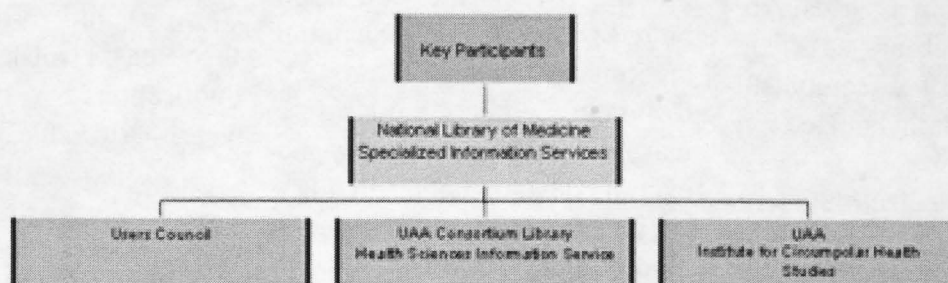 Key Participants
National Library of Medicine
Specialized Information Services
Users Council
UAA Consortium Library
Health Sciences Information Service
UAA
Institute for Circumpolar Health
Studies